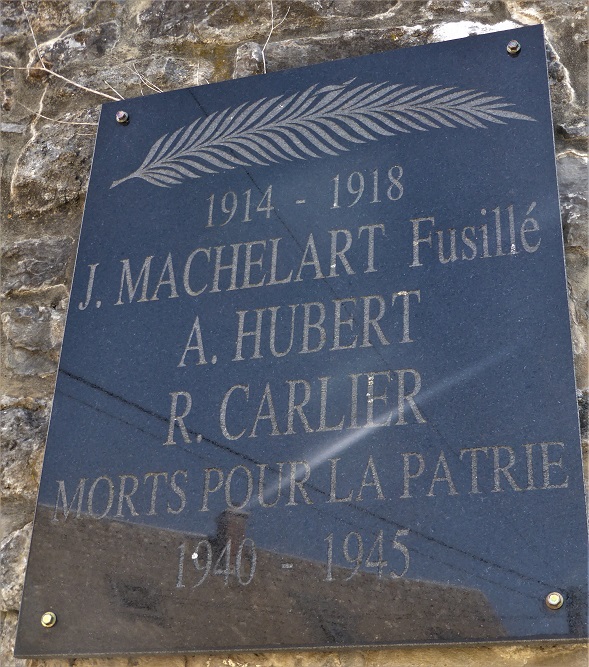 1914 - 1918
J. MACHELART Fusillé
A. HUBERT
R. CARLIER
MORTS POUR LA PATRIE
1940 - 1945